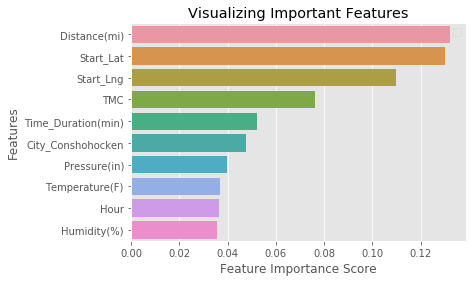 Visualizing Important Features
Distance(mi)
Start_Lat
Start_Lng
TMC
Time_Duration(min)
City_Conshohocken
Pressure(in)
Temperature(F)
Hour
Humidity(%)
Features
0.00 0.02 0.04 0.06 0.08 0.10 0.12
Feature Importance Score